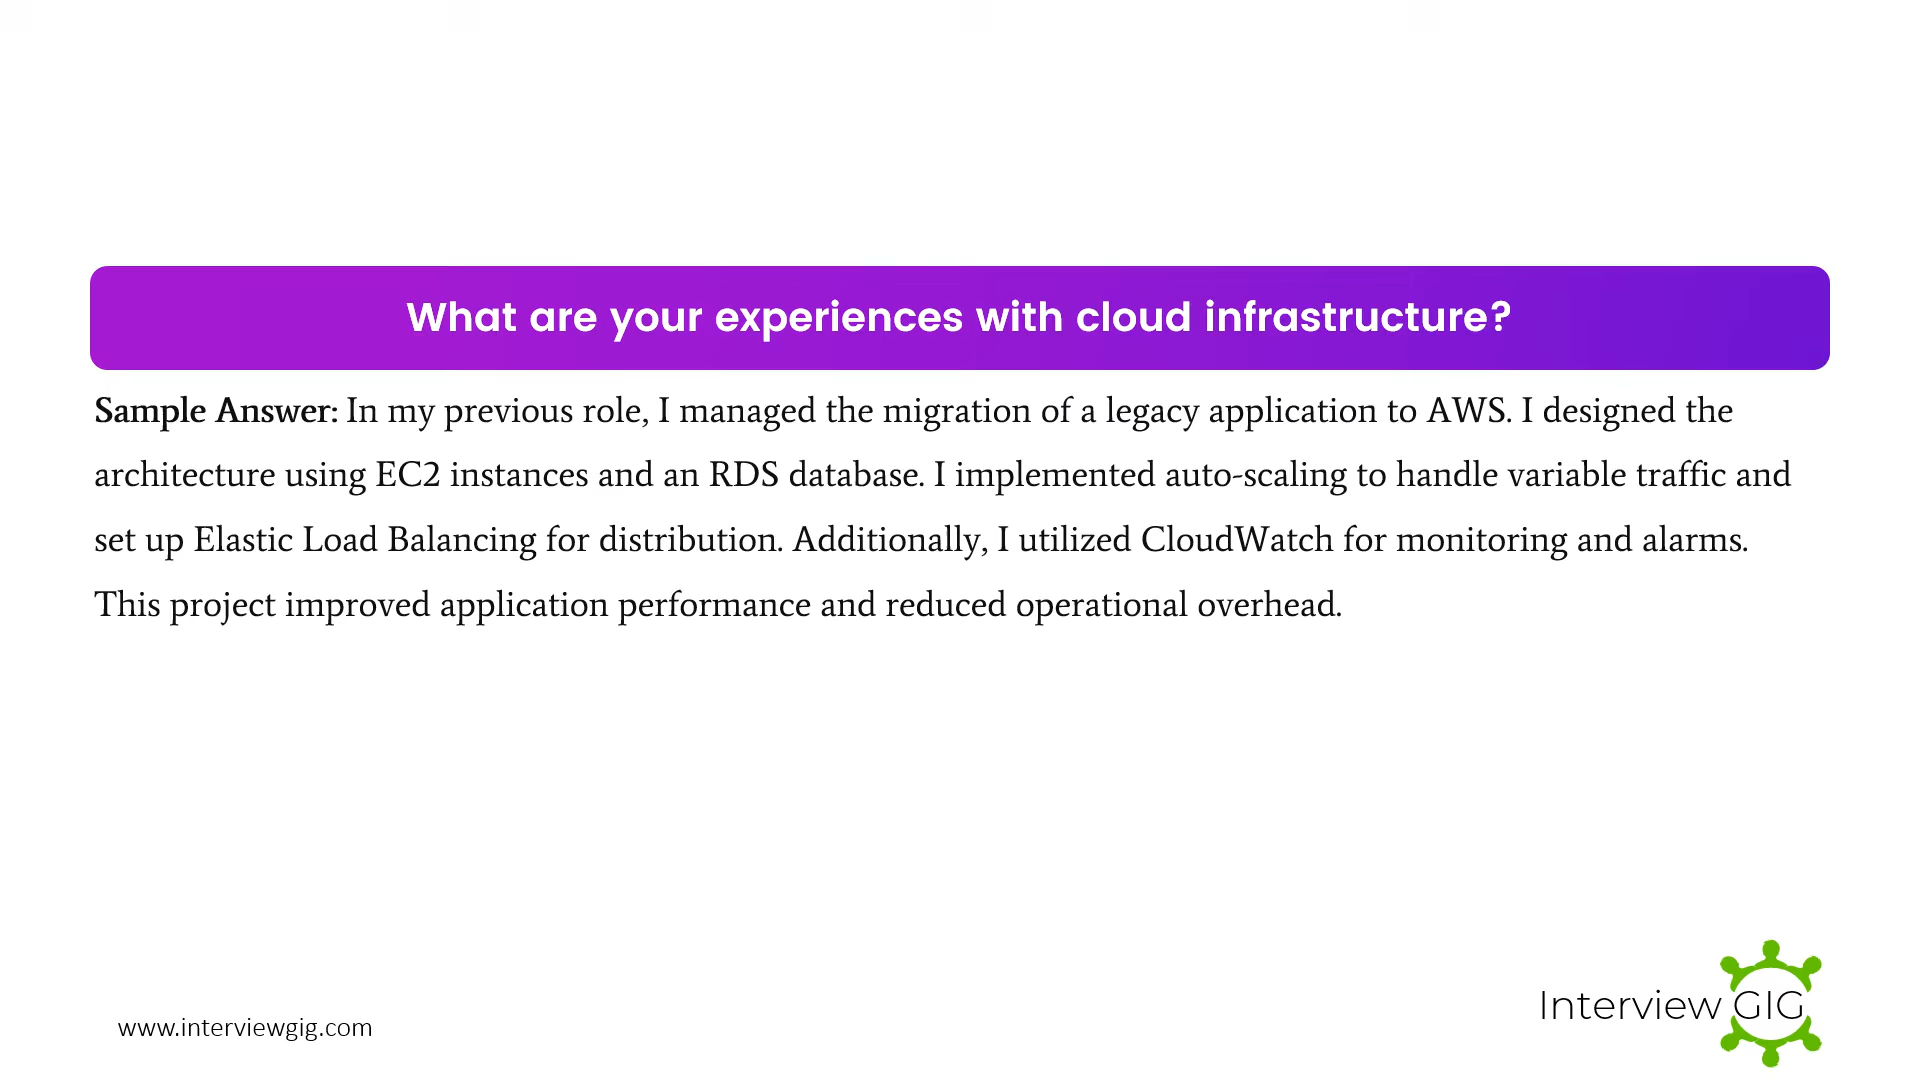 What are your experiences with cloud infrastructure?
Sample Answer: In my previous role, I managed the migration of a legacy application to AWS. I designed the
architecture using EC2 instances and an RDS database. I implemented auto-scaling to handle variable traffic and
set up Elastic Load Balancing for distribution. Additionally, I utilized CloudWatch for monitoring and alarms.
This project improved application performance and reduced operational overhead.
Interview GIG
www.interviewgig.com